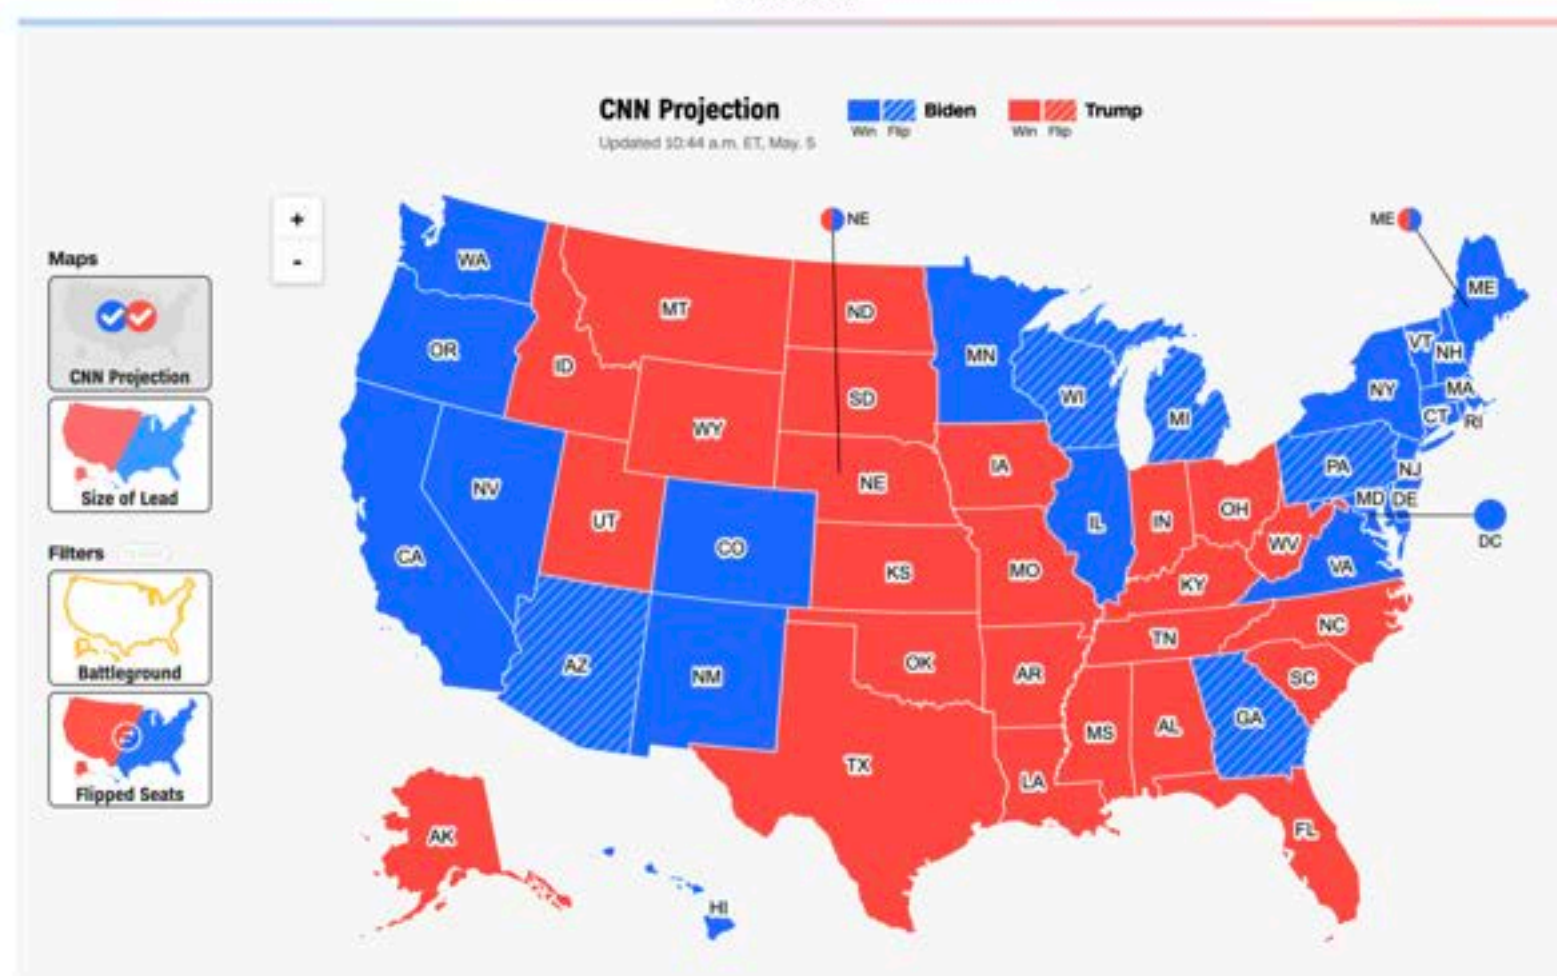 CNN Projection
Updated 10:44 a.m. ET, May. 5
Biden
Win Flip
Trump
Win Flip
+
-
Maps
CNN Projection
Size of Lead
Filters
Battleground
Flipped Seats
NE
ME
WA
MT
ND
MN
ME
VT
NH
OR
ID
SD
WI
MI
NY
MA
CT
RI
WY
IA
PA
NJ
NV
NE
MD
DE
UT
CO
IL
IN
OH
WV
DC
CA
KS
MO
KY
VA
AZ
NM
OK
AR
TN
NC
SC
MS
AL
GA
TX
LA
AK
FL
HI